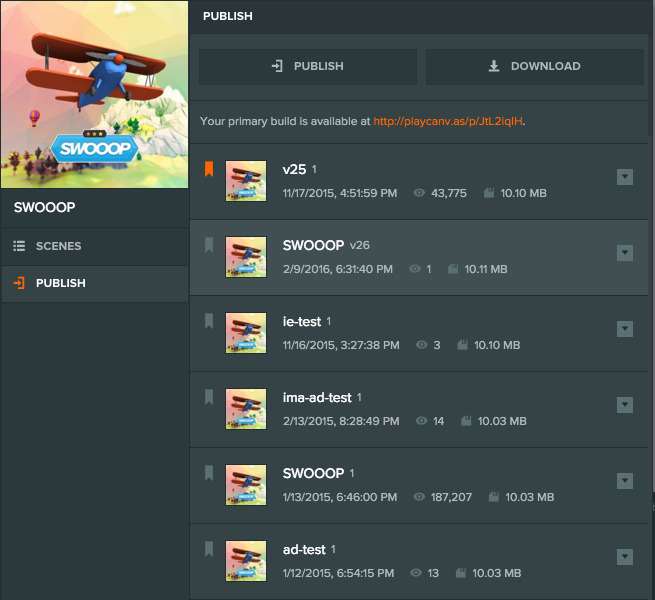 PUBLISH
PUBLISH
DOWNLOAD
Your primary build is available at http://playcanv.as/p/JtL2iqIH.
SWOOOP
SWOOOP
SCENES
PUBLISH
v25 1
11/17/2015, 4:51:59 PM 43,775 10.10 MB
SWOOOP v26
2/9/2016, 6:31:40 PM 1 10.11 MB
ie-test 1
11/16/2015, 3:27:38 PM 3 10.10 MB
ima-ad-test 1
2/13/2015, 8:28:49 PM 14 10.03 MB
SWOOOP 1
1/13/2015, 6:46:00 PM 187,207 10.03 MB
ad-test 1
1/12/2015, 6:54:15 PM 13 10.03 MB